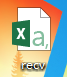 X a,
recv